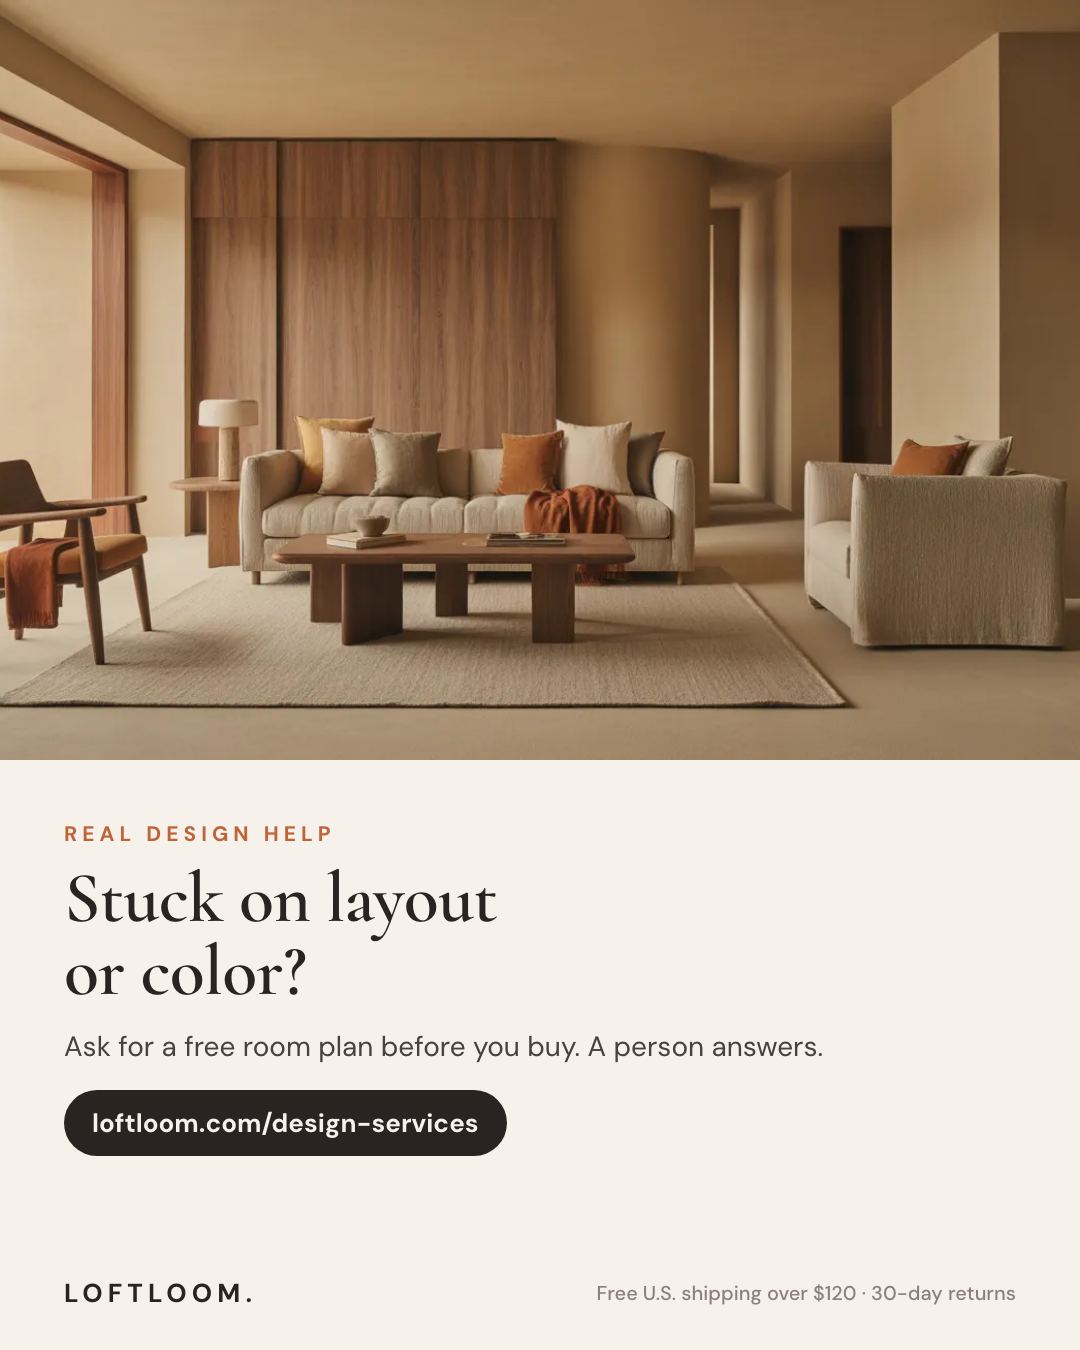 REAL DESIGN HELP
Stuck on layout
or color?
Ask for a free room plan before you buy. A person answers.
loftloom.com/design-services
LOFTLOOM.
Free U.S. shipping over $120 · 30-day returns